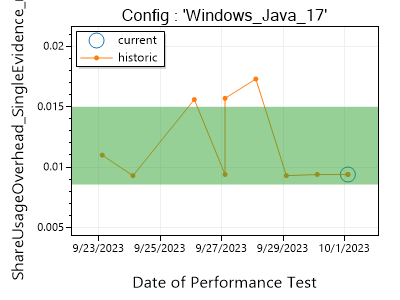 Config : 'Windows_Java_17'
ShareUsageOverhead_SingleEvidence_
current
historic
0.02
0.015
0.01
0.005
9/23/2023
9/25/2023
9/27/2023
9/29/2023
10/1/2023
Date of Performance Test